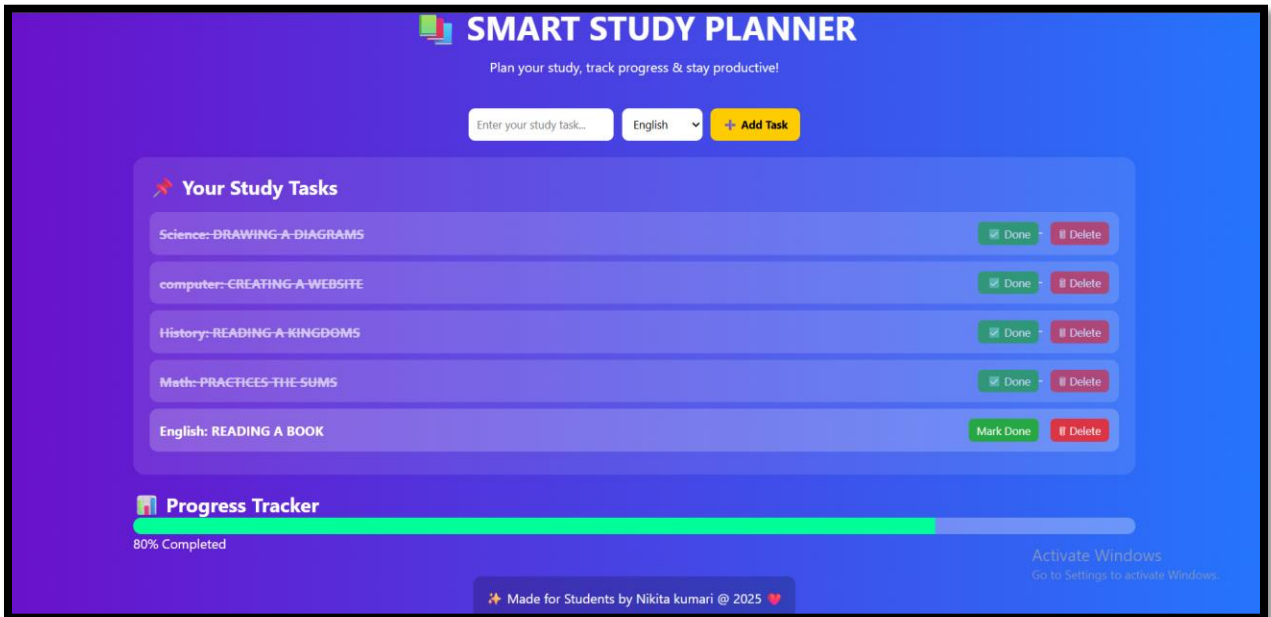 📚 SMART STUDY PLANNER
Plan your study, track progress & stay productive!
Enter your study task... English ➕ Add Task
📌 Your Study Tasks
Science: DRAWING A DIAGRAMS ☑ Done - 🗑 Delete
computer: CREATING A WEBSITE ☑ Done - 🗑 Delete
History: READING A KINGDOMS ☑ Done - 🗑 Delete
Math: PRACTICES THE SUMS ☑ Done - 🗑 Delete
English: READING A BOOK Mark Done 🗑 Delete
📊 Progress Tracker
80% Completed
Activate Windows
Go to Settings to activate Windows.
✨ Made for Students by Nikita kumari @ 2025 ❤️